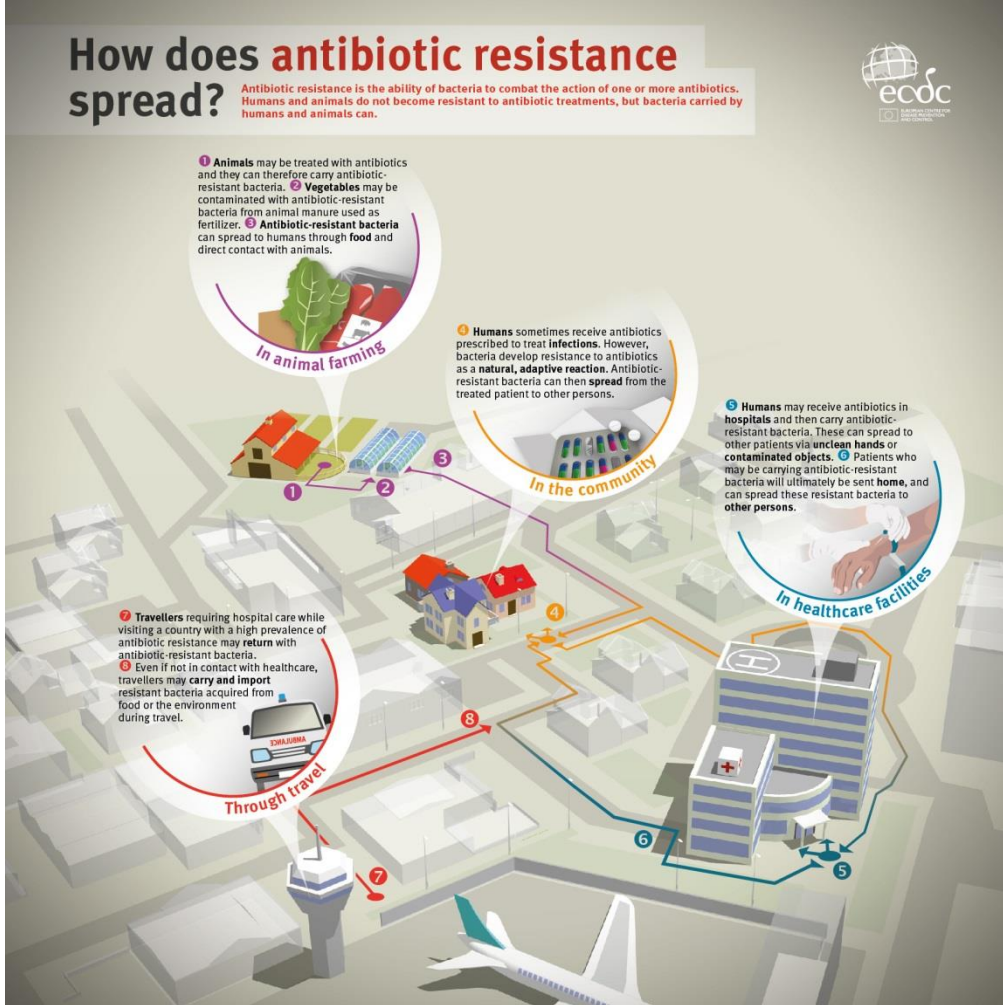 How does antibiotic resistance
spread?
Antibiotic resistance is the ability of bacteria to combat the action of one or more antibiotics.
Humans and animals do not become resistant to antibiotic treatments, but bacteria carried by
humans and animals can.
ecdc
EUROPEAN CENTRE FOR
DISEASE PREVENTION
AND CONTROL
1 Animals may be treated with antibiotics
and they can therefore carry antibiotic-
resistant bacteria. 2 Vegetables may be
contaminated with antibiotic-resistant
bacteria from animal manure used as
fertilizer. 3 Antibiotic-resistant bacteria
can spread to humans through food and
direct contact with animals.
In animal farming
4 Humans sometimes receive antibiotics
prescribed to treat infections. However,
bacteria develop resistance to antibiotics
as a natural, adaptive reaction. Antibiotic-
resistant bacteria can then spread from the
treated patient to other persons.
In the community
5 Humans may receive antibiotics in
hospitals and then carry antibiotic-
resistant bacteria. These can spread to
other patients via unclean hands or
contaminated objects. 6 Patients who
may be carrying antibiotic-resistant
bacteria will ultimately be sent home, and
can spread these resistant bacteria to
other persons.
In healthcare facilities
7 Travellers requiring hospital care while
visiting a country with a high prevalence of
antibiotic resistance may return with
antibiotic-resistant bacteria.
8 Even if not in contact with healthcare,
travellers may carry and import
resistant bacteria acquired from
food or the environment
during travel.
AMBULANCE
Through travel
1
2
3
4
H
8
6
5
7